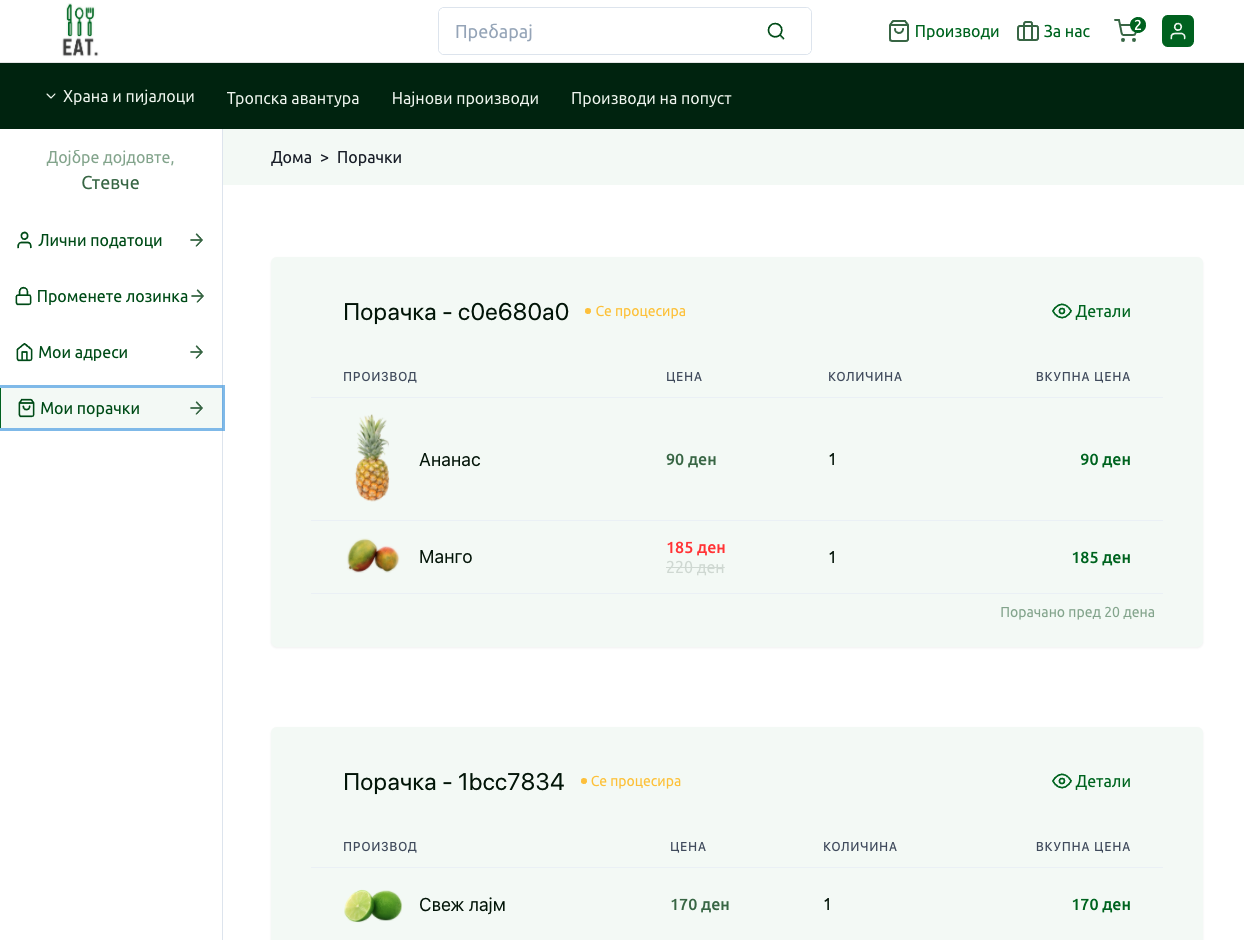 EAT.
Пребарај
Производи
За нас
2
Храна и пијалоци
Тропска авантура
Најнови производи
Производи на попуст
Дојбре дојдовте,
Стевче
Лични податоци
Променете лозинка
Мои адреси
Мои порачки
Дома > Порачки
Порачка - c0e680a0
Се процесира
Детали
ПРОИЗВОД ЦЕНА КОЛИЧИНА ВКУПНА ЦЕНА
Ананас 90 ден 1 90 ден
Манго 185 ден 220 ден 1 185 ден
Порачано пред 20 дена
Порачка - 1bcc7834
Се процесира
Детали
ПРОИЗВОД ЦЕНА КОЛИЧИНА ВКУПНА ЦЕНА
Свеж лајм 170 ден 1 170 ден